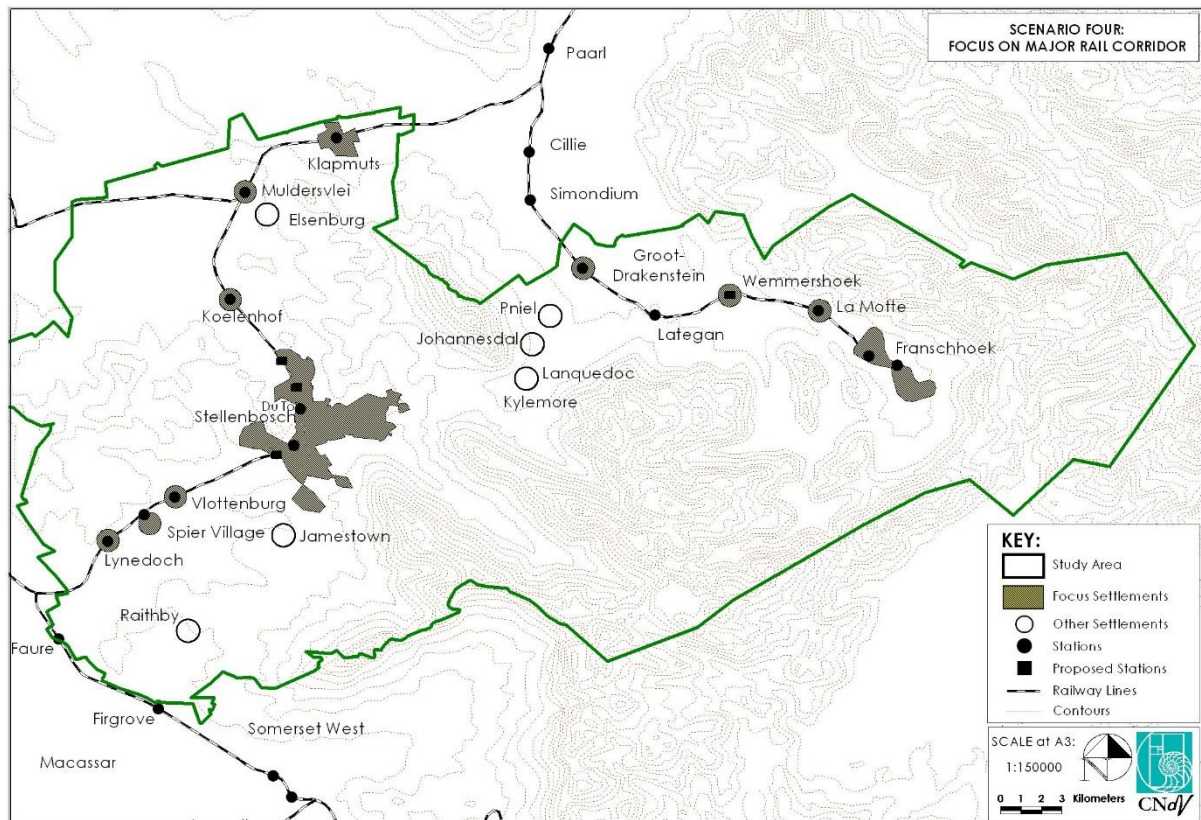 SCENARIO FOUR:
FOCUS ON MAJOR RAIL CORRIDOR
Paarl
Cillie
Klapmuts
Muldersvlei
Simondium
Elsenburg
Groot-
Drakenstein
Wemmershoek
Koelenhof
Pniel
La Motte
Johannesdal
Lategan
Franschhoek
Lanquedoc
Kylemore
Stellenbosch
Vlottenburg
Spier Village
Jamestown
Lynedoch
Raithby
Faure
Firgrove
Somerset West
Macassar
KEY:
Study Area
Focus Settlements
Other Settlements
Stations
Proposed Stations
Railway Lines
Contours
SCALE at A3:
1:150000
0 1 2 3 Kilometers
CNdV